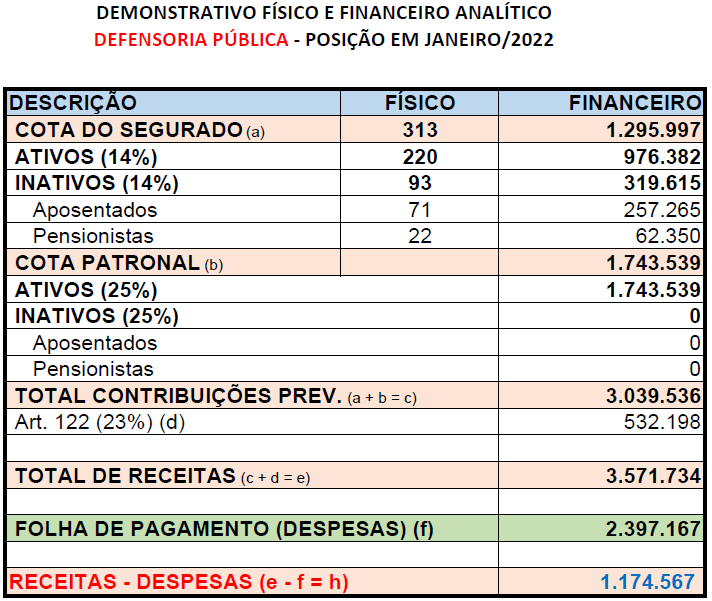 DEMONSTRATIVO FÍSICO E FINANCEIRO ANALÍTICO
DEFENSORIA PÚBLICA - POSIÇÃO EM JANEIRO/2022
DESCRIÇÃO FÍSICO FINANCEIRO
COTA DO SEGURADO (a) 313 1.295.997
ATIVOS (14%) 220 976.382
INATIVOS (14%) 93 319.615
Aposentados 71 257.265
Pensionistas 22 62.350
COTA PATRONAL (b) 1.743.539
ATIVOS (25%) 1.743.539
INATIVOS (25%) 0
Aposentados 0
Pensionistas 0
TOTAL CONTRIBUIÇÕES PREV. (a + b = c) 3.039.536
Art. 122 (23%) (d) 532.198
TOTAL DE RECEITAS (c + d = e) 3.571.734
FOLHA DE PAGAMENTO (DESPESAS) (f) 2.397.167
RECEITAS - DESPESAS (e - f = h) 1.174.567